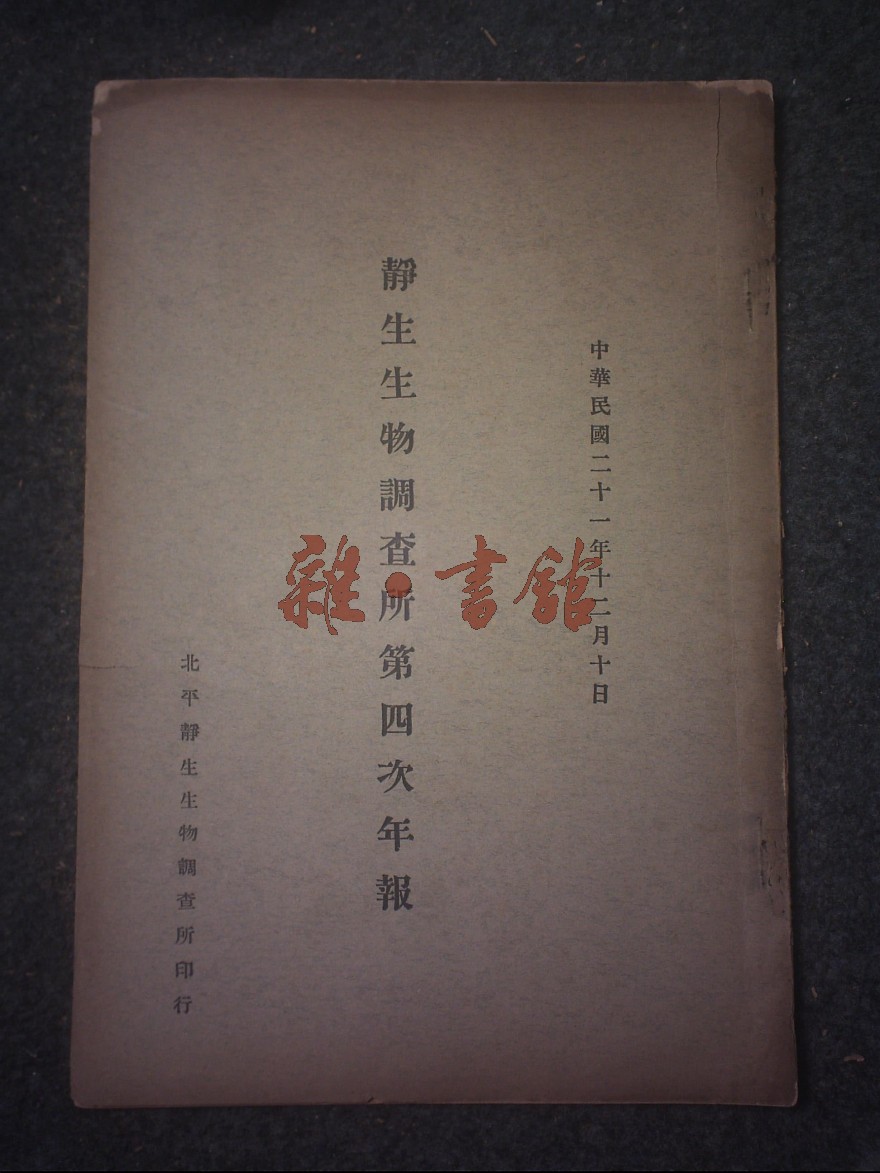 中華民國二十一年十二月十日
靜生生物調查所第四次年報
北平靜生生物調查所印行
雜·書館